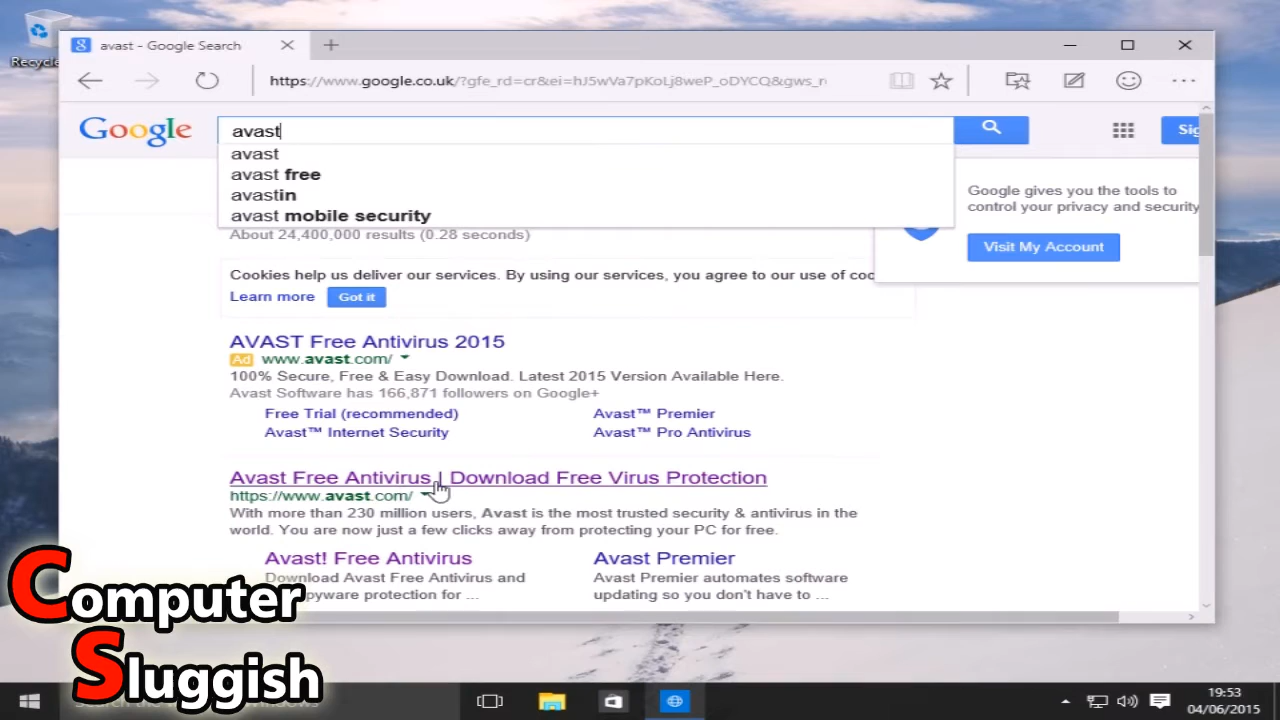 Recycle
avast - Google Search
https://www.google.co.uk/?gfe_rd=cr&ei=hJ5wVa7pKoLj8weP_oDYCQ&gws_r
Google
avast
Sig
avast
avast free
avastin
avast mobile security
Google gives you the tools to
control your privacy and security
Visit My Account
About 24,400,000 results (0.28 seconds)
Cookies help us deliver our services. By using our services, you agree to our use of coo
Learn more Got it
AVAST Free Antivirus 2015
Ad www.avast.com/
100% Secure, Free & Easy Download. Latest 2015 Version Available Here.
Avast Software has 166,871 followers on Google+
Free Trial (recommended) Avast™ Premier
Avast™ Internet Security Avast™ Pro Antivirus
Avast Free Antivirus | Download Free Virus Protection
https://www.avast.com/
With more than 230 million users, Avast is the most trusted security & antivirus in the
world. You are now just a few clicks away from protecting your PC for free.
Avast! Free Antivirus Avast Premier
Download Avast Free Antivirus and Avast Premier automates software
protection for ... updating so you don't have to ...
Computer
Sluggish
19:53
04/06/2015